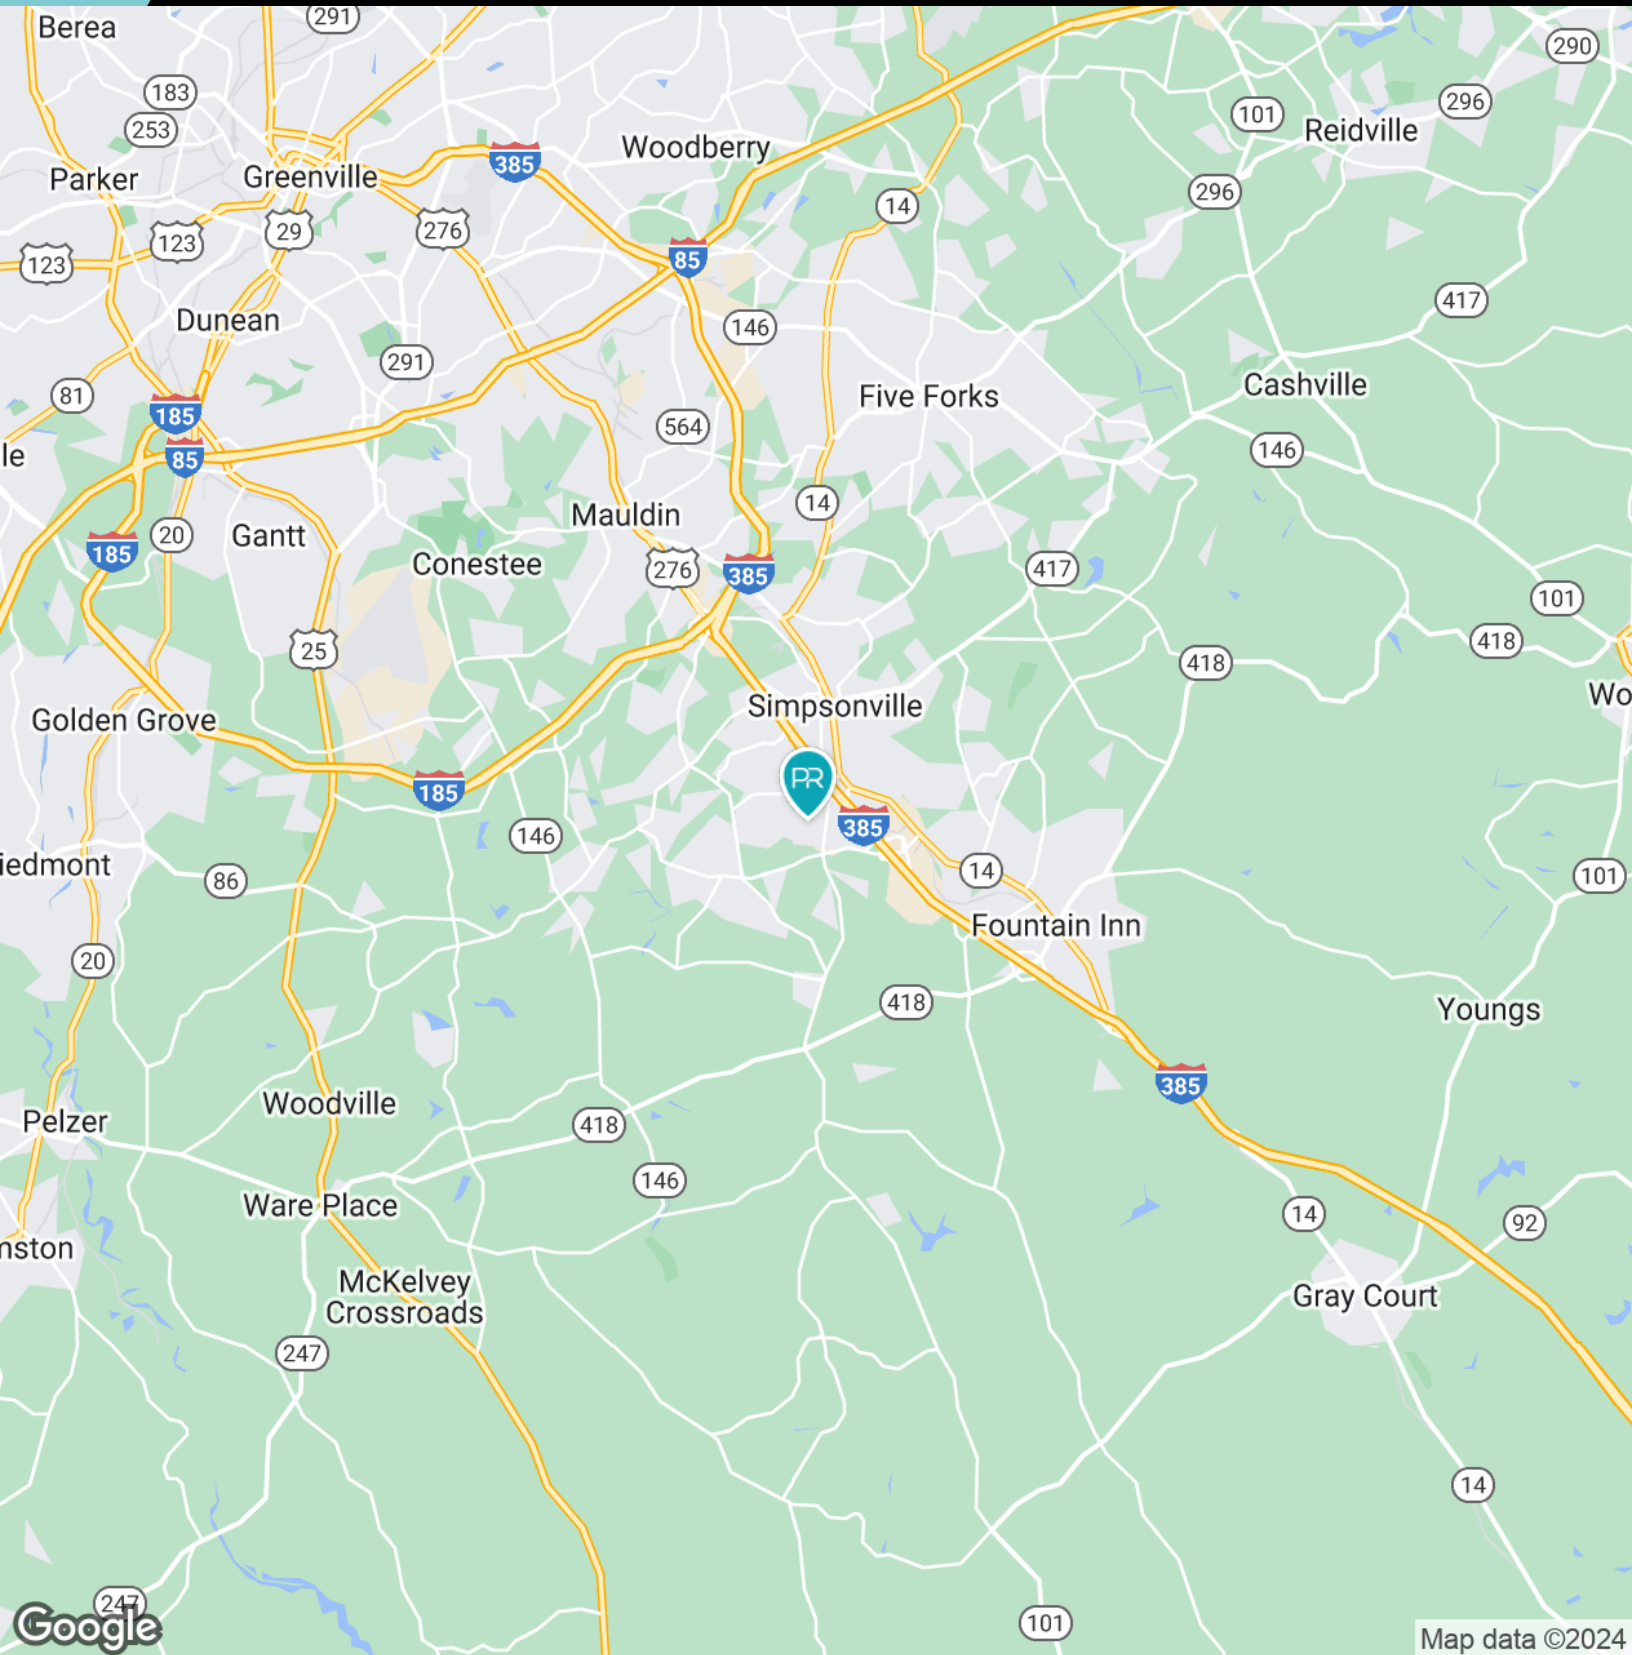 291
Berea
290
183
296
101
253
Reidville
Woodberry
385
Parker
Greenville
296
14
276
29
123
123
85
417
Dunean
146
291
Cashville
81
Five Forks
185
564
146
le
85
14
Mauldin
20
Gantt
185
Conestee
276
385
417
101
418
25
418
Wo
Simpsonville
Golden Grove
PR
185
385
146
iedmont
14
101
86
Fountain Inn
20
418
Youngs
385
Woodville
Pelzer
418
146
Ware Place
14
92
nston
McKelvey
Crossroads
Gray Court
247
14
247
Google
101
Map data ©2024